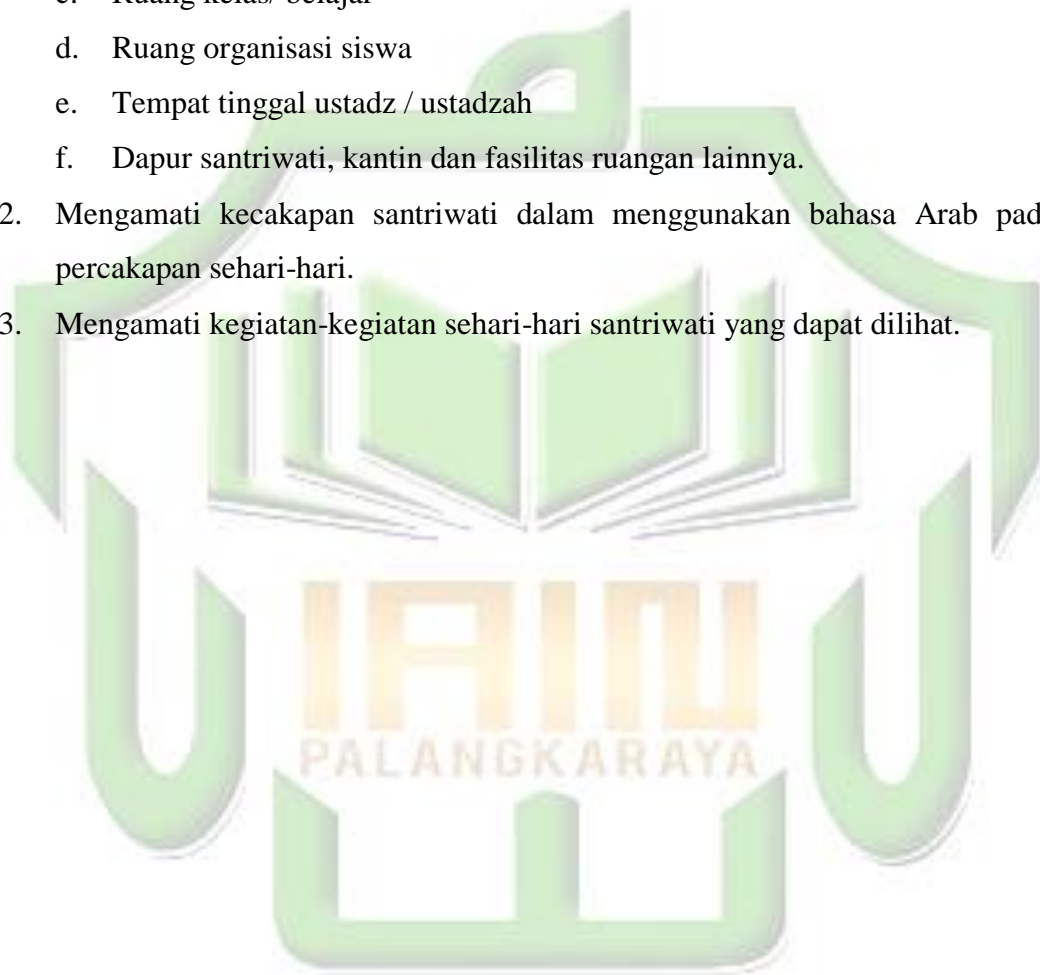 c. Ruang kelas/ belajar
d. Ruang organisasi siswa
e. Tempat tinggal ustadz / ustadzah
f. Dapur santriwati, kantin dan fasilitas ruangan lainnya.
2. Mengamati kecakapan santriwati dalam menggunakan bahasa Arab pad
percakapan sehari-hari.
3. Mengamati kegiatan-kegiatan sehari-hari santriwati yang dapat dilihat.
IAIN
PALANGKARAYA